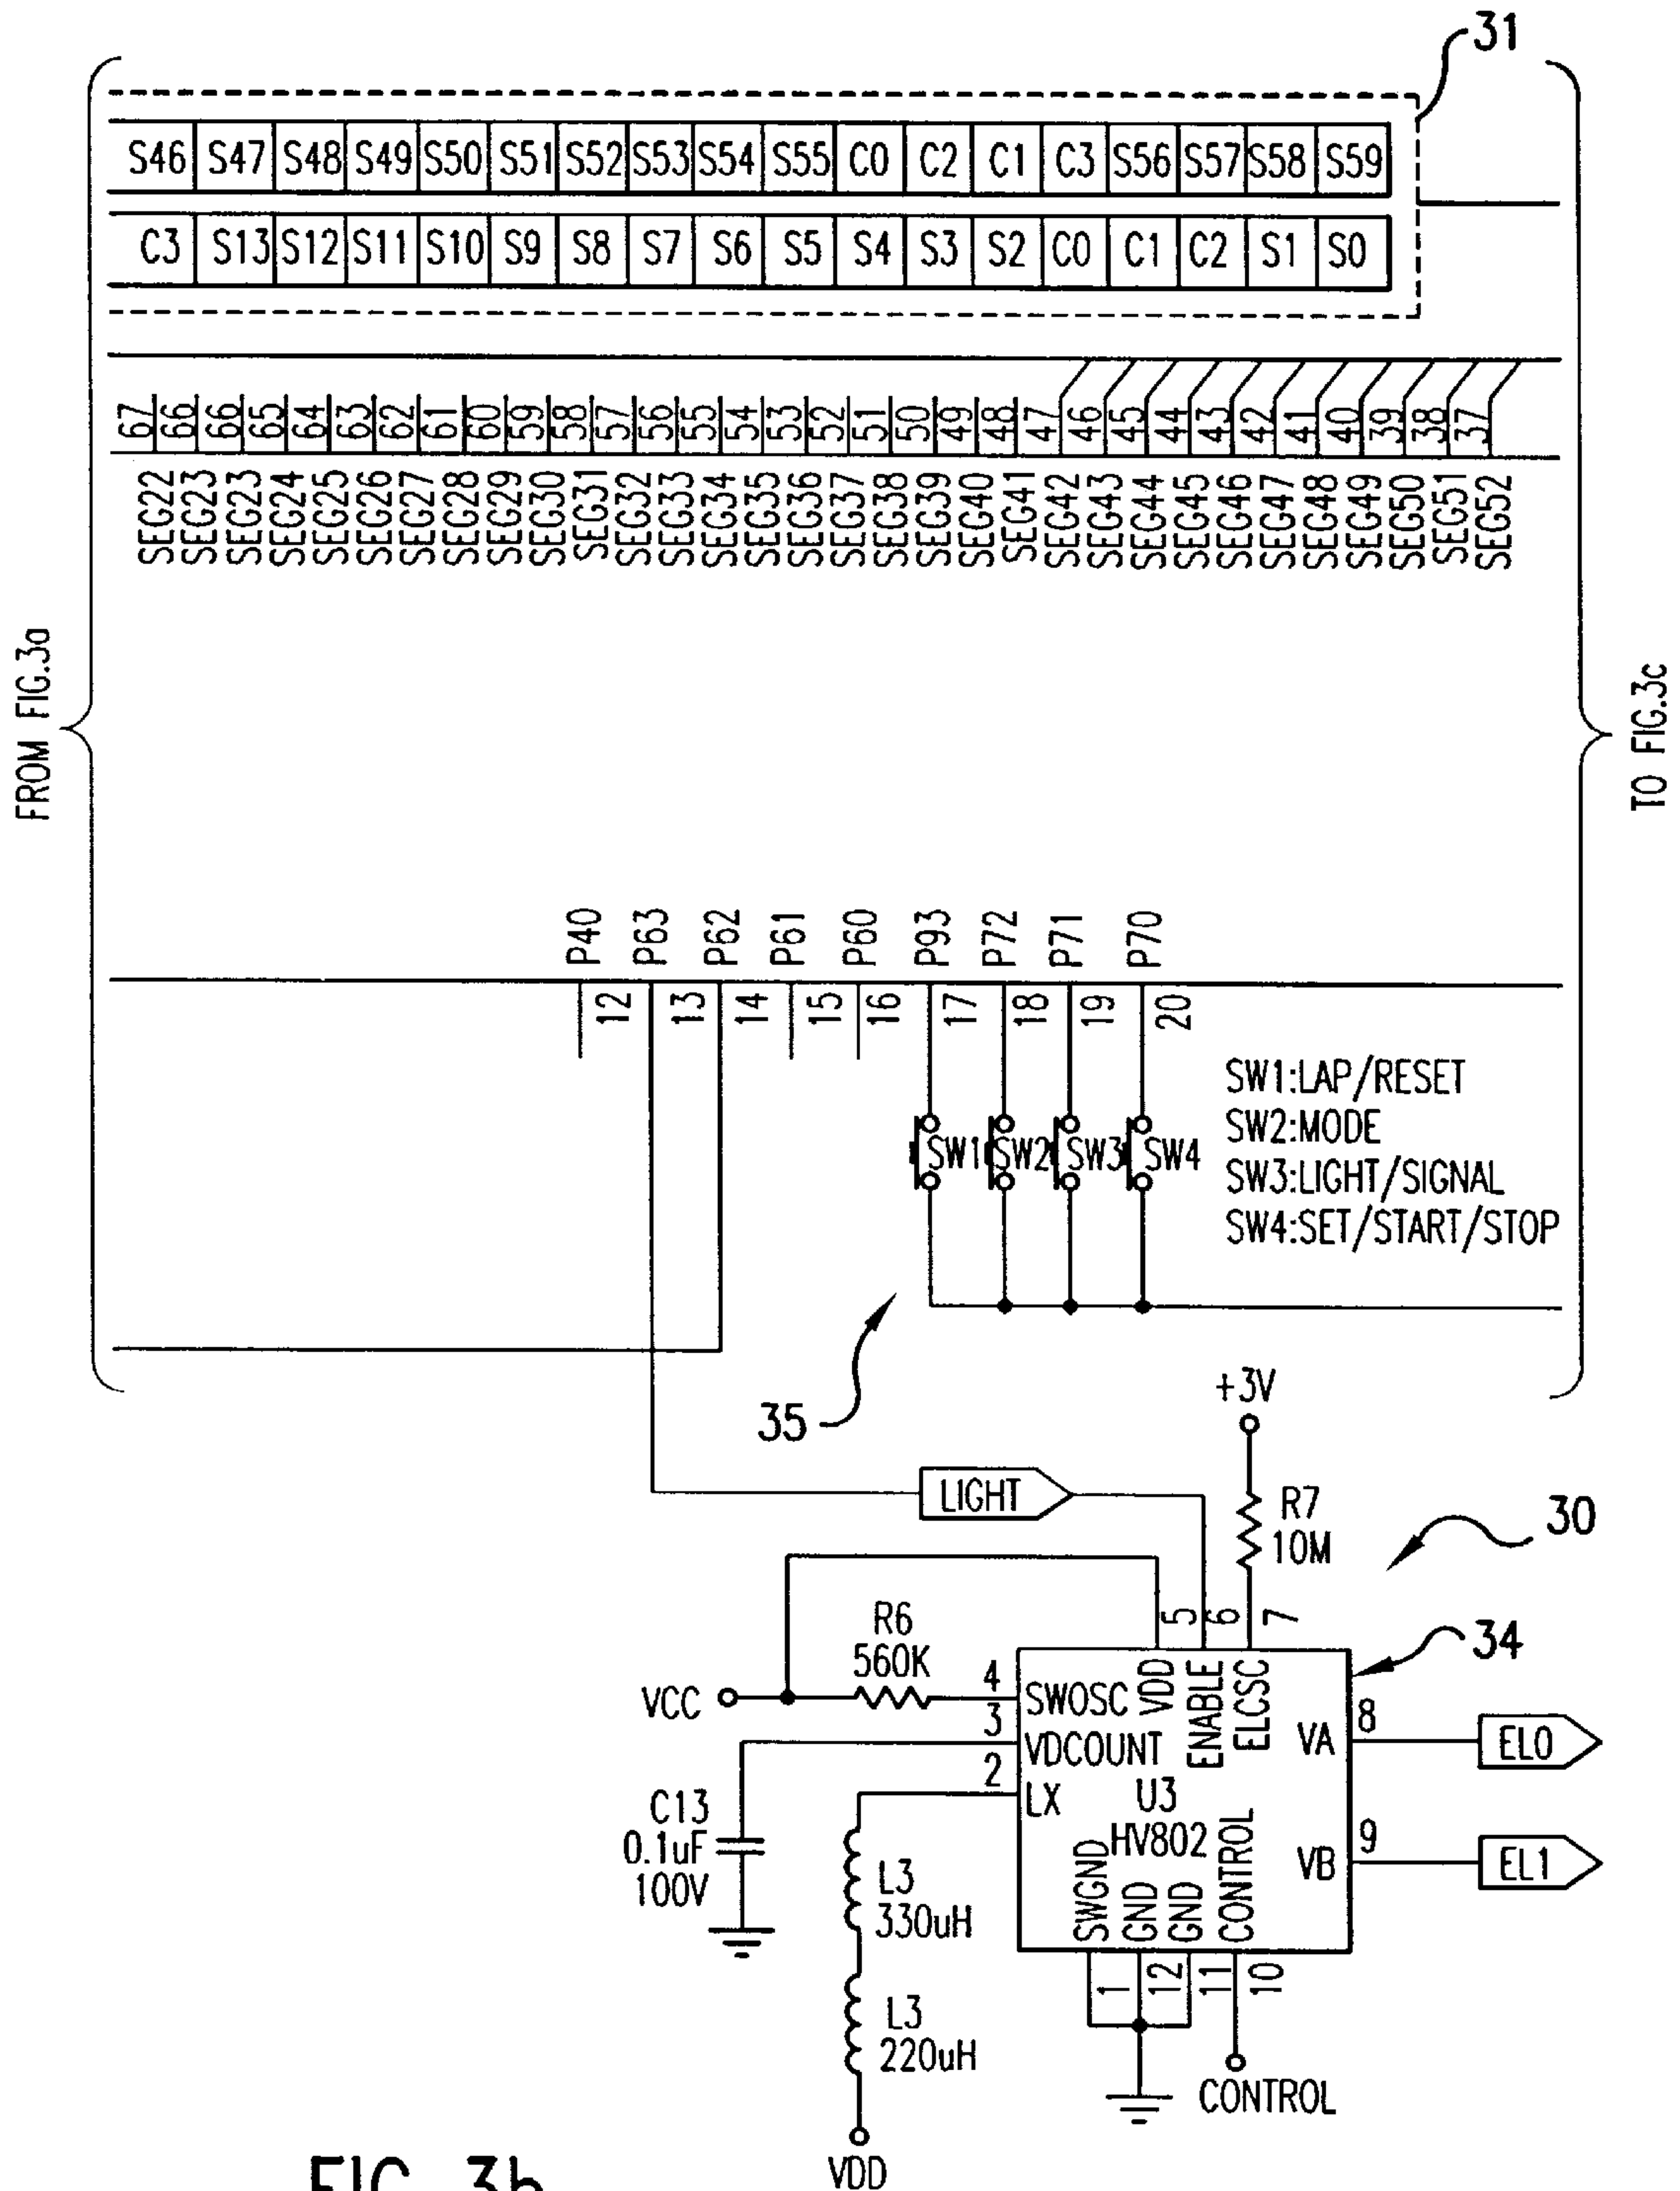 31
S46 S47 S48 S49 S50 S51 S52 S53 S54 S55 C0 C2 C1 C3 S56 S57 S58 S59
C3 S13 S12 S11 S10 S9 S8 S7 S6 S5 S4 S3 S2 C0 C1 C2 S1 S0
67 66 66 65 64 63 62 61 60 59 58 57 56 55 54 53 52 51 50 49 48 47 46 45 44 43 42 41 40 39 38 37
SEG22 SEG23 SEG23 SEG24 SEG25 SEG26 SEG27 SEG28 SEG29 SEG30 SEG31 SEG32 SEG33 SEG34 SEG35 SEG36 SEG37 SEG38 SEG39 SEG40 SEG41 SEG42 SEG43 SEG44 SEG45 SEG46 SEG47 SEG48 SEG49 SEG50 SEG51 SEG52
FROM FIG.3a
TO FIG.3c
P40 P63 P62 P61 P60 P93 P72 P71 P70
12 13 14 15 16 17 18 19 20
SW1 SW2 SW3 SW4
SW1:LAP/RESET
SW2:MODE
SW3:LIGHT/SIGNAL
SW4:SET/START/STOP
35
+3V
LIGHT
R7
10M
30
5 6 7
R6
560K
34
VCC
4
SWOSC
VDD
ENABLE
ELCSC
3
VDCOUNT
2
LX
VA
8
EL0
U3
HV802
VB
9
EL1
C13
0.1uF
100V
L3
330uH
SWGND
GND
GND
CONTROL
1 12 11 10
L3
220uH
CONTROL
VDD
FIG. 3b